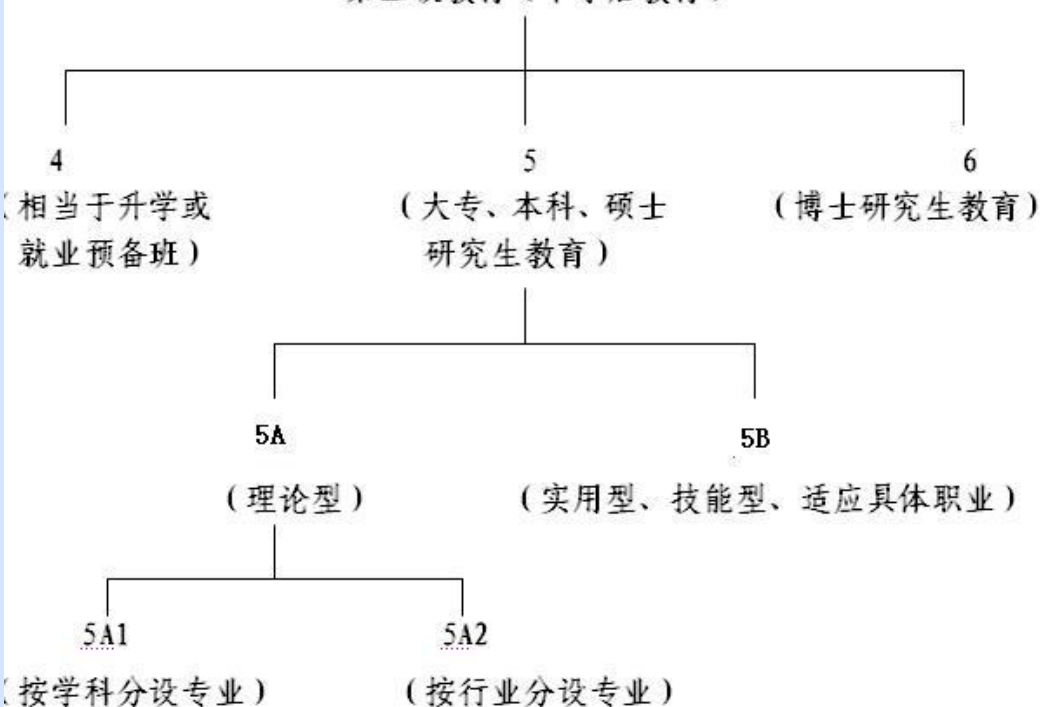 4
5
6
(相当于升学或
就业预备班)
(大专、本科、硕士
研究生教育)
(博士研究生教育)
5A
5B
(理论型)
(实用型、技能型、适应具体职业)
5A1
5A2
(按学科分设专业)
(按行业分设专业)